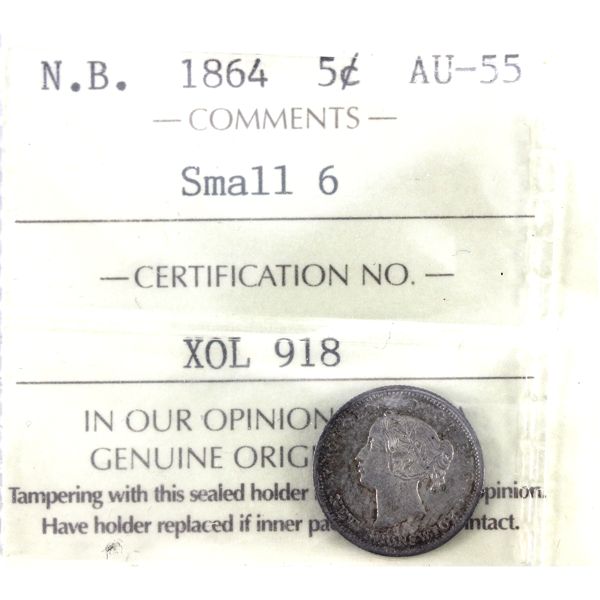 N.B. 1864 5¢ AU-55
— COMMENTS —
Small 6
— CERTIFICATION NO. —
XOL 918
IN OUR OPINION A
GENUINE ORIG
Tampering with this sealed holder opinion.
Have holder replaced if inner pa ntact.